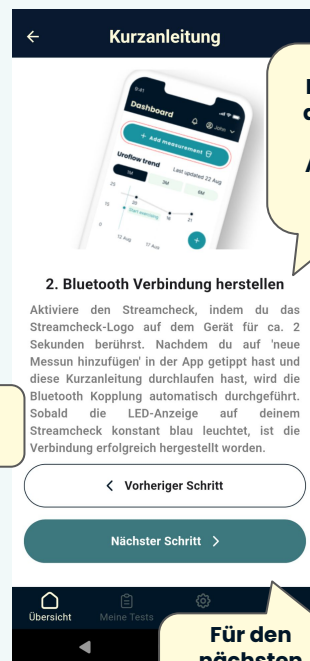 Kurzanleitung
9:41
Dashboard
John
+ Add measurement
Uroflow trend
Last updated 22 Aug
1M
3M
6M
25
20
Start exercising
15
16
21
0
12 Aug
17 Aug
+
2. Bluetooth Verbindung herstellen
Aktiviere den Streamcheck, indem du das
Streamcheck-Logo auf dem Gerät für ca. 2
Sekunden berührst. Nachdem du auf 'neue
Messun hinzufügen' in der App getippt hast und
diese Kurzanleitung durchlaufen hast, wird die
Bluetooth Kopplung automatisch durchgeführt.
Sobald die LED-Anzeige auf deinem
Streamcheck konstant blau leuchtet, ist die
Verbindung erfolgreich hergestellt worden.
Vorheriger Schritt
Nächster Schritt
Übersicht
Meine Tests
Für den
nächsten